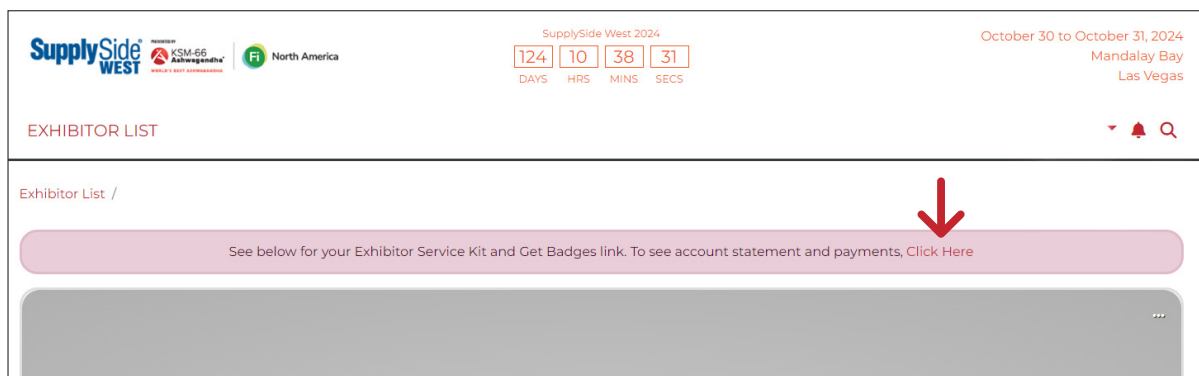 SupplySide
WEST
PRESENTED BY
KSM-66
Ashwagandha®
WORLD'S BEST ASHWAGANDHA
Fi North America
SupplySide West 2024
124 10 38 31
DAYS HRS MINS SECS
October 30 to October 31, 2024
Mandalay Bay
Las Vegas
EXHIBITOR LIST
Exhibitor List /
See below for your Exhibitor Service Kit and Get Badges link. To see account statement and payments, Click Here